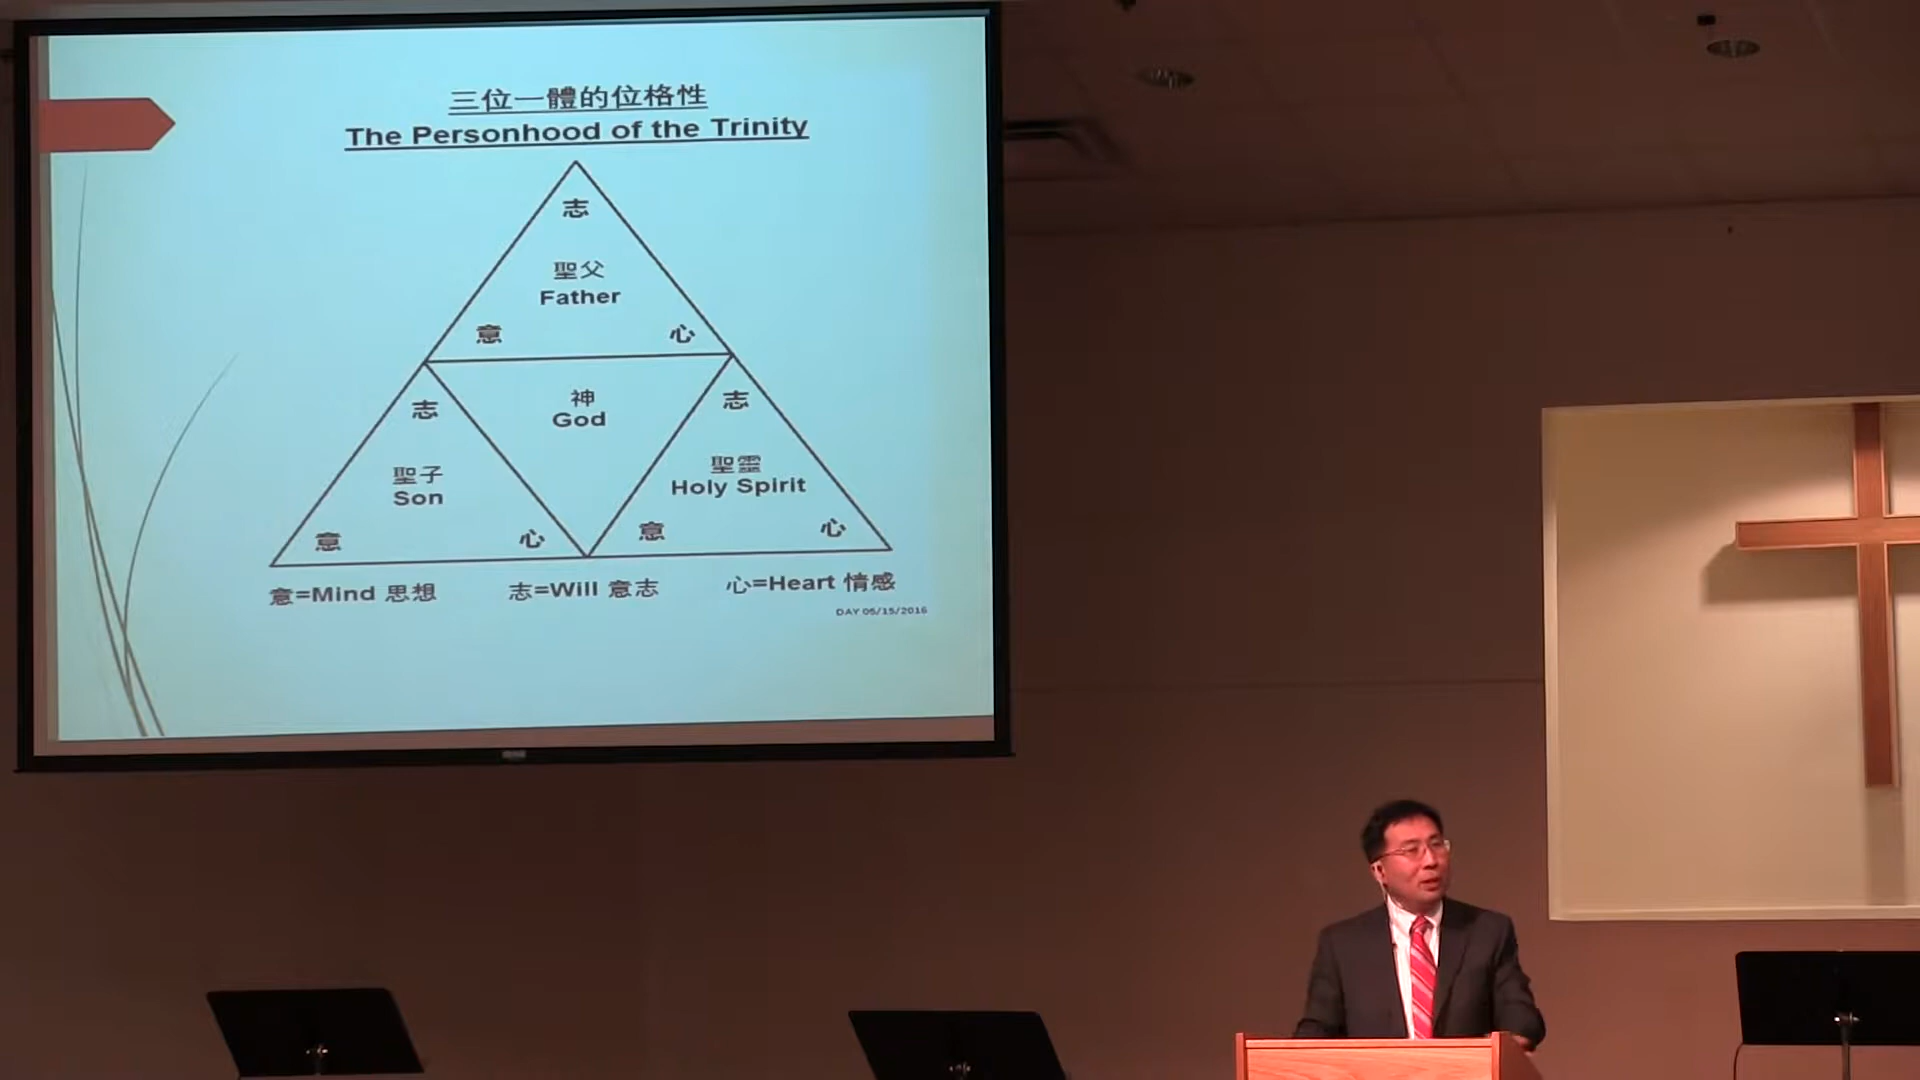 三位一體的位格性
The Personhood of the Trinity
志
聖父
Father
意 心
神
God
志
聖子
Son
意 心
志
聖靈
Holy Spirit
意 心
意=Mind 思想 志=Will 意志 心=Heart 情感
DAY 05/15/2016